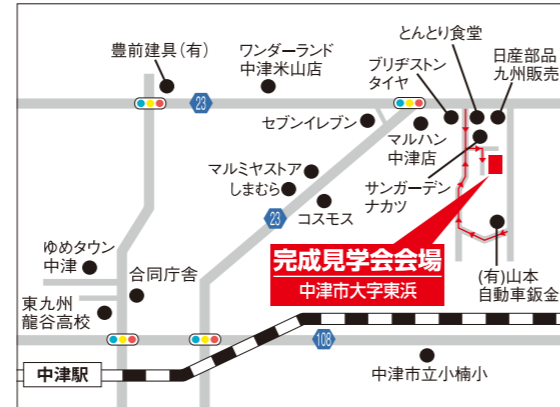 豊前建具(有)
ワンダーランド
中津米山店
とんとり食堂
ブリヂストン
タイヤ
日産部品
九州販売
23
セブンイレブン
マルハン
中津店
マルミヤストア
しまむら
サンガーデン
ナカツ
23
コスモス
ゆめタウン
中津
合同庁舎
完成見学会会場
中津市大字東浜
(有)山本
自動車鈑金
東九州
龍谷高校
108
中津駅
中津市立小楠小